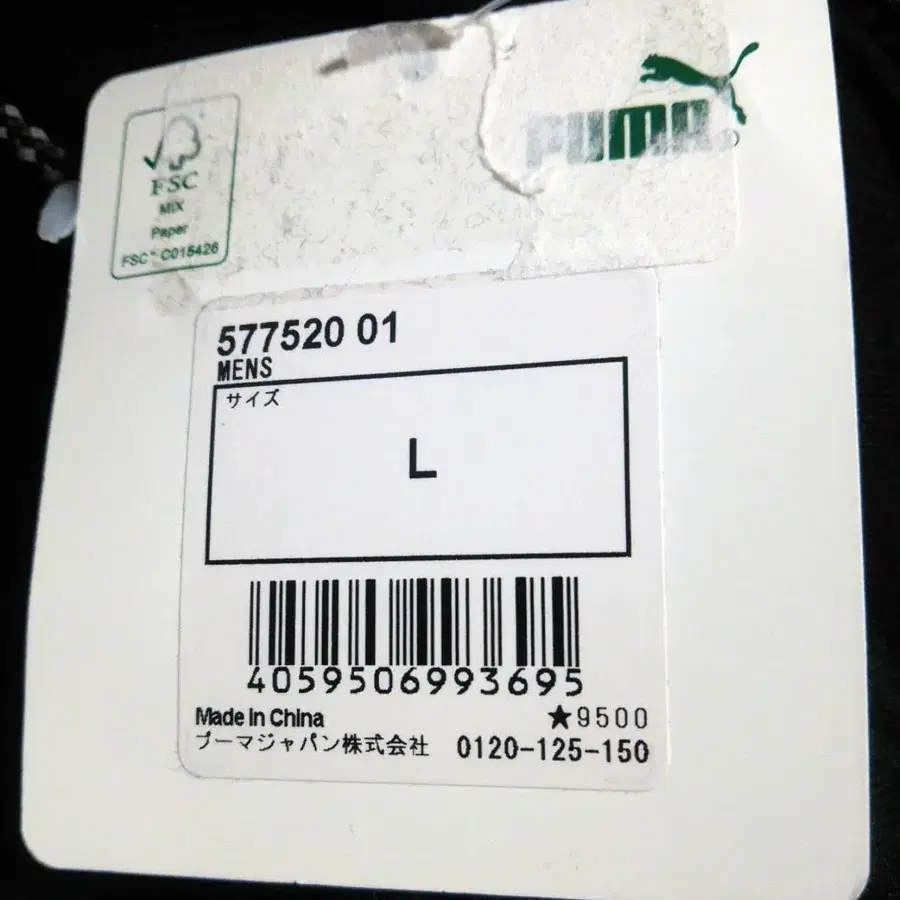 PUMA
FSC
MIX
Paper
FSC® C015426
577520 01
MENS
サイズ
L
4059506993695
Made in China
★9500
プーマジャパン株式会社 0120-125-150